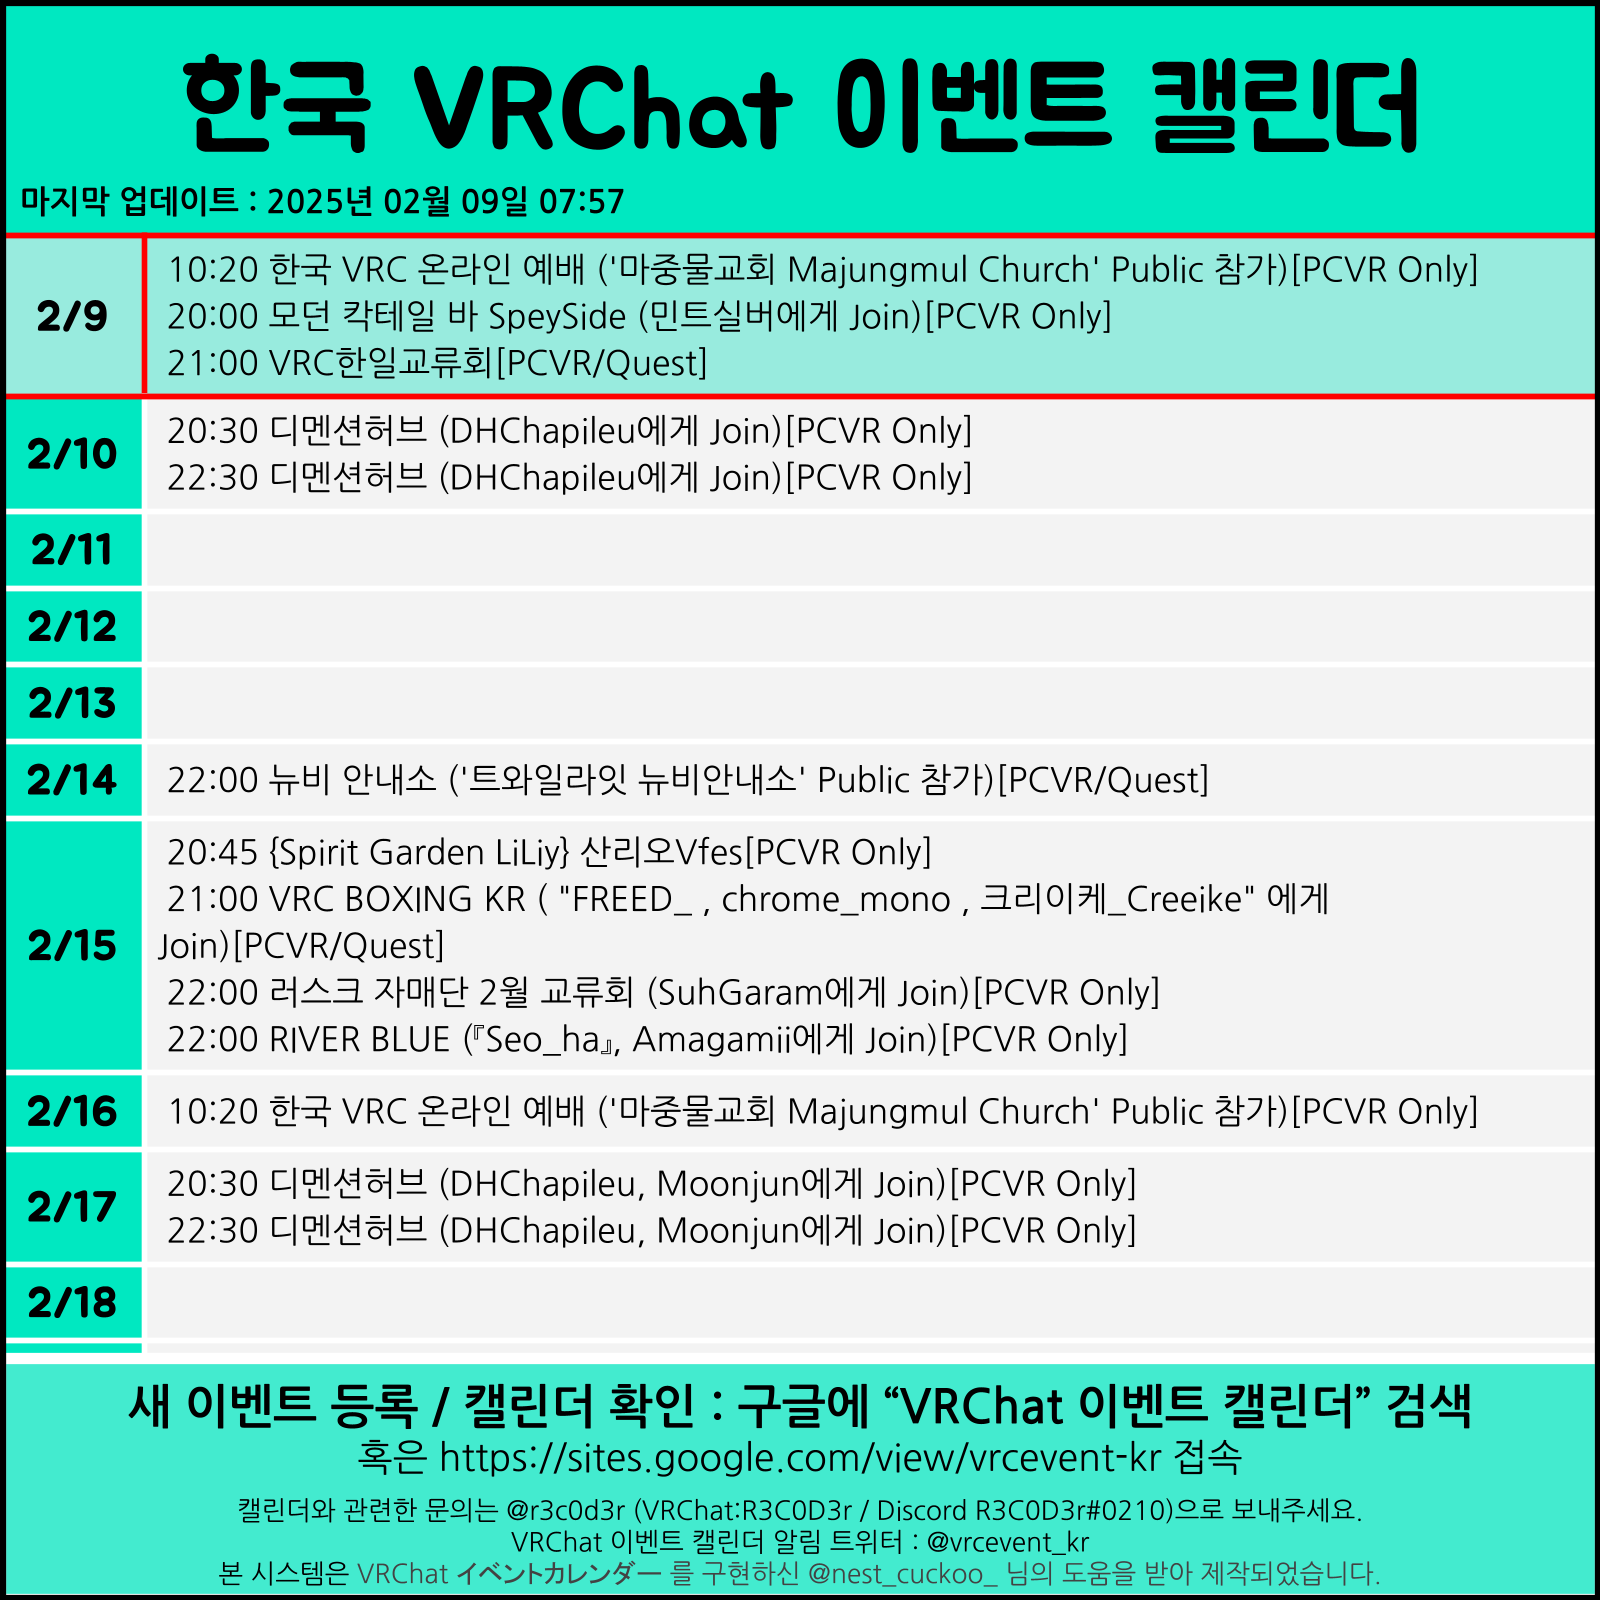 한국 VRChat 이벤트 캘린더
마지막 업데이트 : 2025년 02월 09일 07:57
2/9
10:20 한국 VRC 온라인 예배 ('마중물교회 Majungmul Church' Public 참가)[PCVR Only]
20:00 모던 칵테일 바 SpeySide (민트실버에게 Join)[PCVR Only]
21:00 VRC한일교류회[PCVR/Quest]
2/10
20:30 디멘션허브 (DHChapileu에게 Join)[PCVR Only]
22:30 디멘션허브 (DHChapileu에게 Join)[PCVR Only]
2/11
2/12
2/13
2/14
22:00 뉴비 안내소 ('트와일라잇 뉴비안내소' Public 참가)[PCVR/Quest]
2/15
20:45 {Spirit Garden LiLiy} 산리오Vfes[PCVR Only]
21:00 VRC BOXING KR ( "FREED_ , chrome_mono , 크리이케_Creeike" 에게
Join)[PCVR/Quest]
22:00 러스크 자매단 2월 교류회 (SuhGaram에게 Join)[PCVR Only]
22:00 RIVER BLUE (『Seo_ha』, Amagamii에게 Join)[PCVR Only]
2/16
10:20 한국 VRC 온라인 예배 ('마중물교회 Majungmul Church' Public 참가)[PCVR Only]
2/17
20:30 디멘션허브 (DHChapileu, Moonjun에게 Join)[PCVR Only]
22:30 디멘션허브 (DHChapileu, Moonjun에게 Join)[PCVR Only]
2/18
새 이벤트 등록 / 캘린더 확인 : 구글에 “VRChat 이벤트 캘린더” 검색
혹은 https://sites.google.com/view/vrcevent-kr 접속
캘린더와 관련한 문의는 @r3c0d3r (VRChat:R3C0D3r / Discord R3C0D3r#0210)으로 보내주세요.
VRChat 이벤트 캘린더 알림 트위터 : @vrcevent_kr
본 시스템은 VRChat イベントカレンダー 를 구현하신 @nest_cuckoo_ 님의 도움을 받아 제작되었습니다.